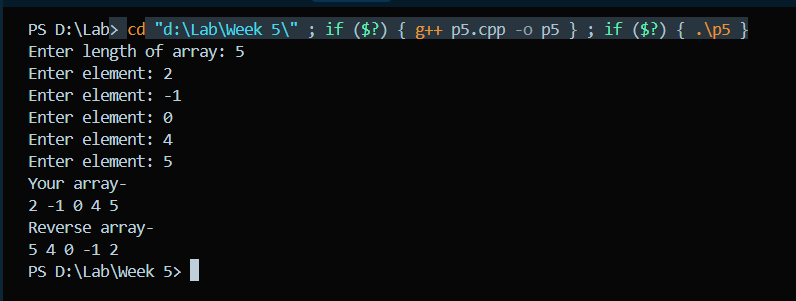 PS D:\Lab> cd "d:\Lab\Week 5\" ; if ($?) { g++ p5.cpp -o p5 } ; if ($?) { .\p5 }
Enter length of array: 5
Enter element: 2
Enter element: -1
Enter element: 0
Enter element: 4
Enter element: 5
Your array-
2 -1 0 4 5
Reverse array-
5 4 0 -1 2
PS D:\Lab\Week 5>